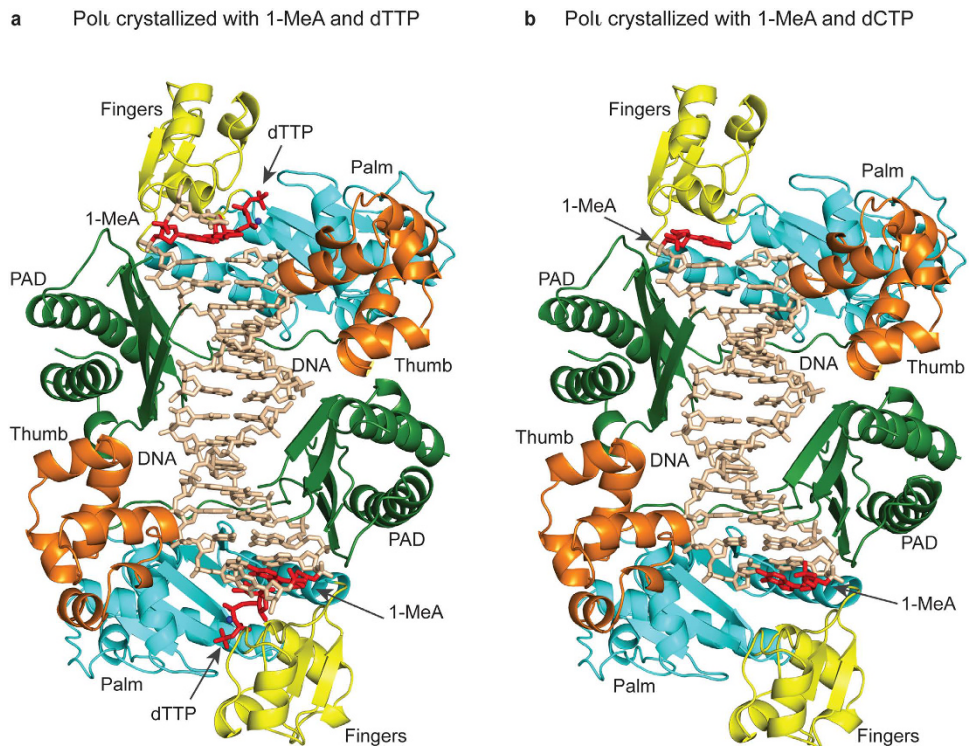 a Polι crystallized with 1-MeA and dTTP
Fingers
dTTP
Palm
1-MeA
PAD
DNA
Thumb
Thumb
DNA
PAD
1-MeA
Palm
dTTP
Fingers
b Polι crystallized with 1-MeA and dCTP
Fingers
Palm
1-MeA
PAD
DNA
Thumb
Thumb
DNA
PAD
1-MeA
Palm
Fingers